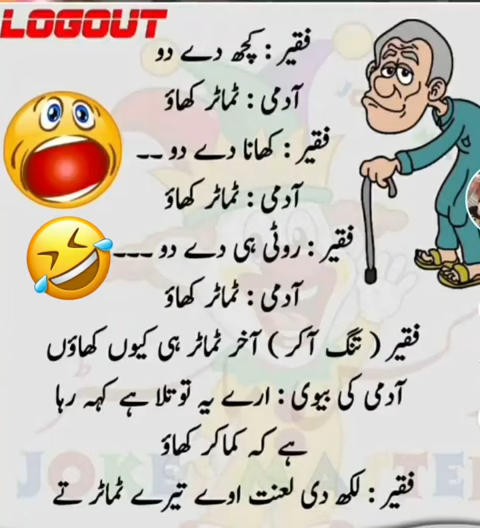 LOGOUT
فقیر : کچھ دے دو
آدمی : ٹماٹر کھاؤ
فقیر : کھانا دے دو --
آدمی : ٹماٹر کھاؤ
فقیر : روٹی ہی دے دو ---
آدمی : ٹماٹر کھاؤ
فقیر ( تنگ آکر ) آخر ٹماٹر ہی کیوں کھاؤں
آدمی کی بیوی : ارے یہ توتلا ہے کہہ رہا
ہے کہ کماکر کھاؤ
فقیر : لکھ دی لعنت اوے تیرے ٹماٹر تے
JOKE MASTER